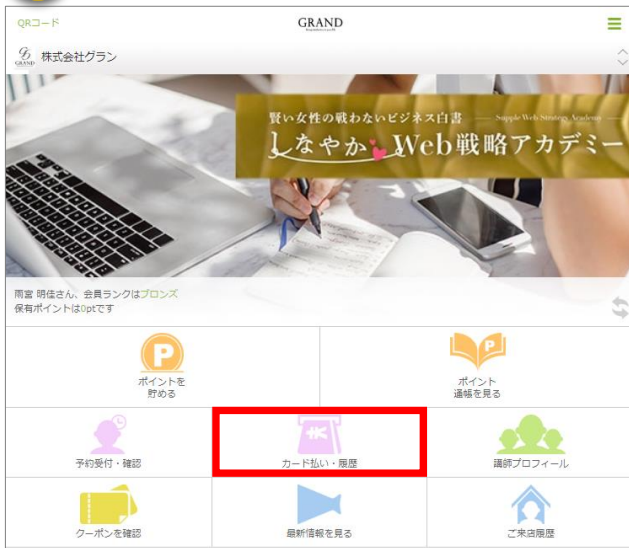 QRコード
GRAND
GRAND
株式会社グラン
賢い女性の戦わないビジネス白書
Supple Web Strategy Academy
しなやか Web戦略アカデミー
雨宮 明佳さん、会員ランクはブロンズ
保有ポイントは0ptです
P
ポイントを
貯める
P
ポイント
通帳を見る
予約受付・確認
カード払い・履歴
講師プロフィール
クーポンを確認
最新情報を見る
ご来店履歴